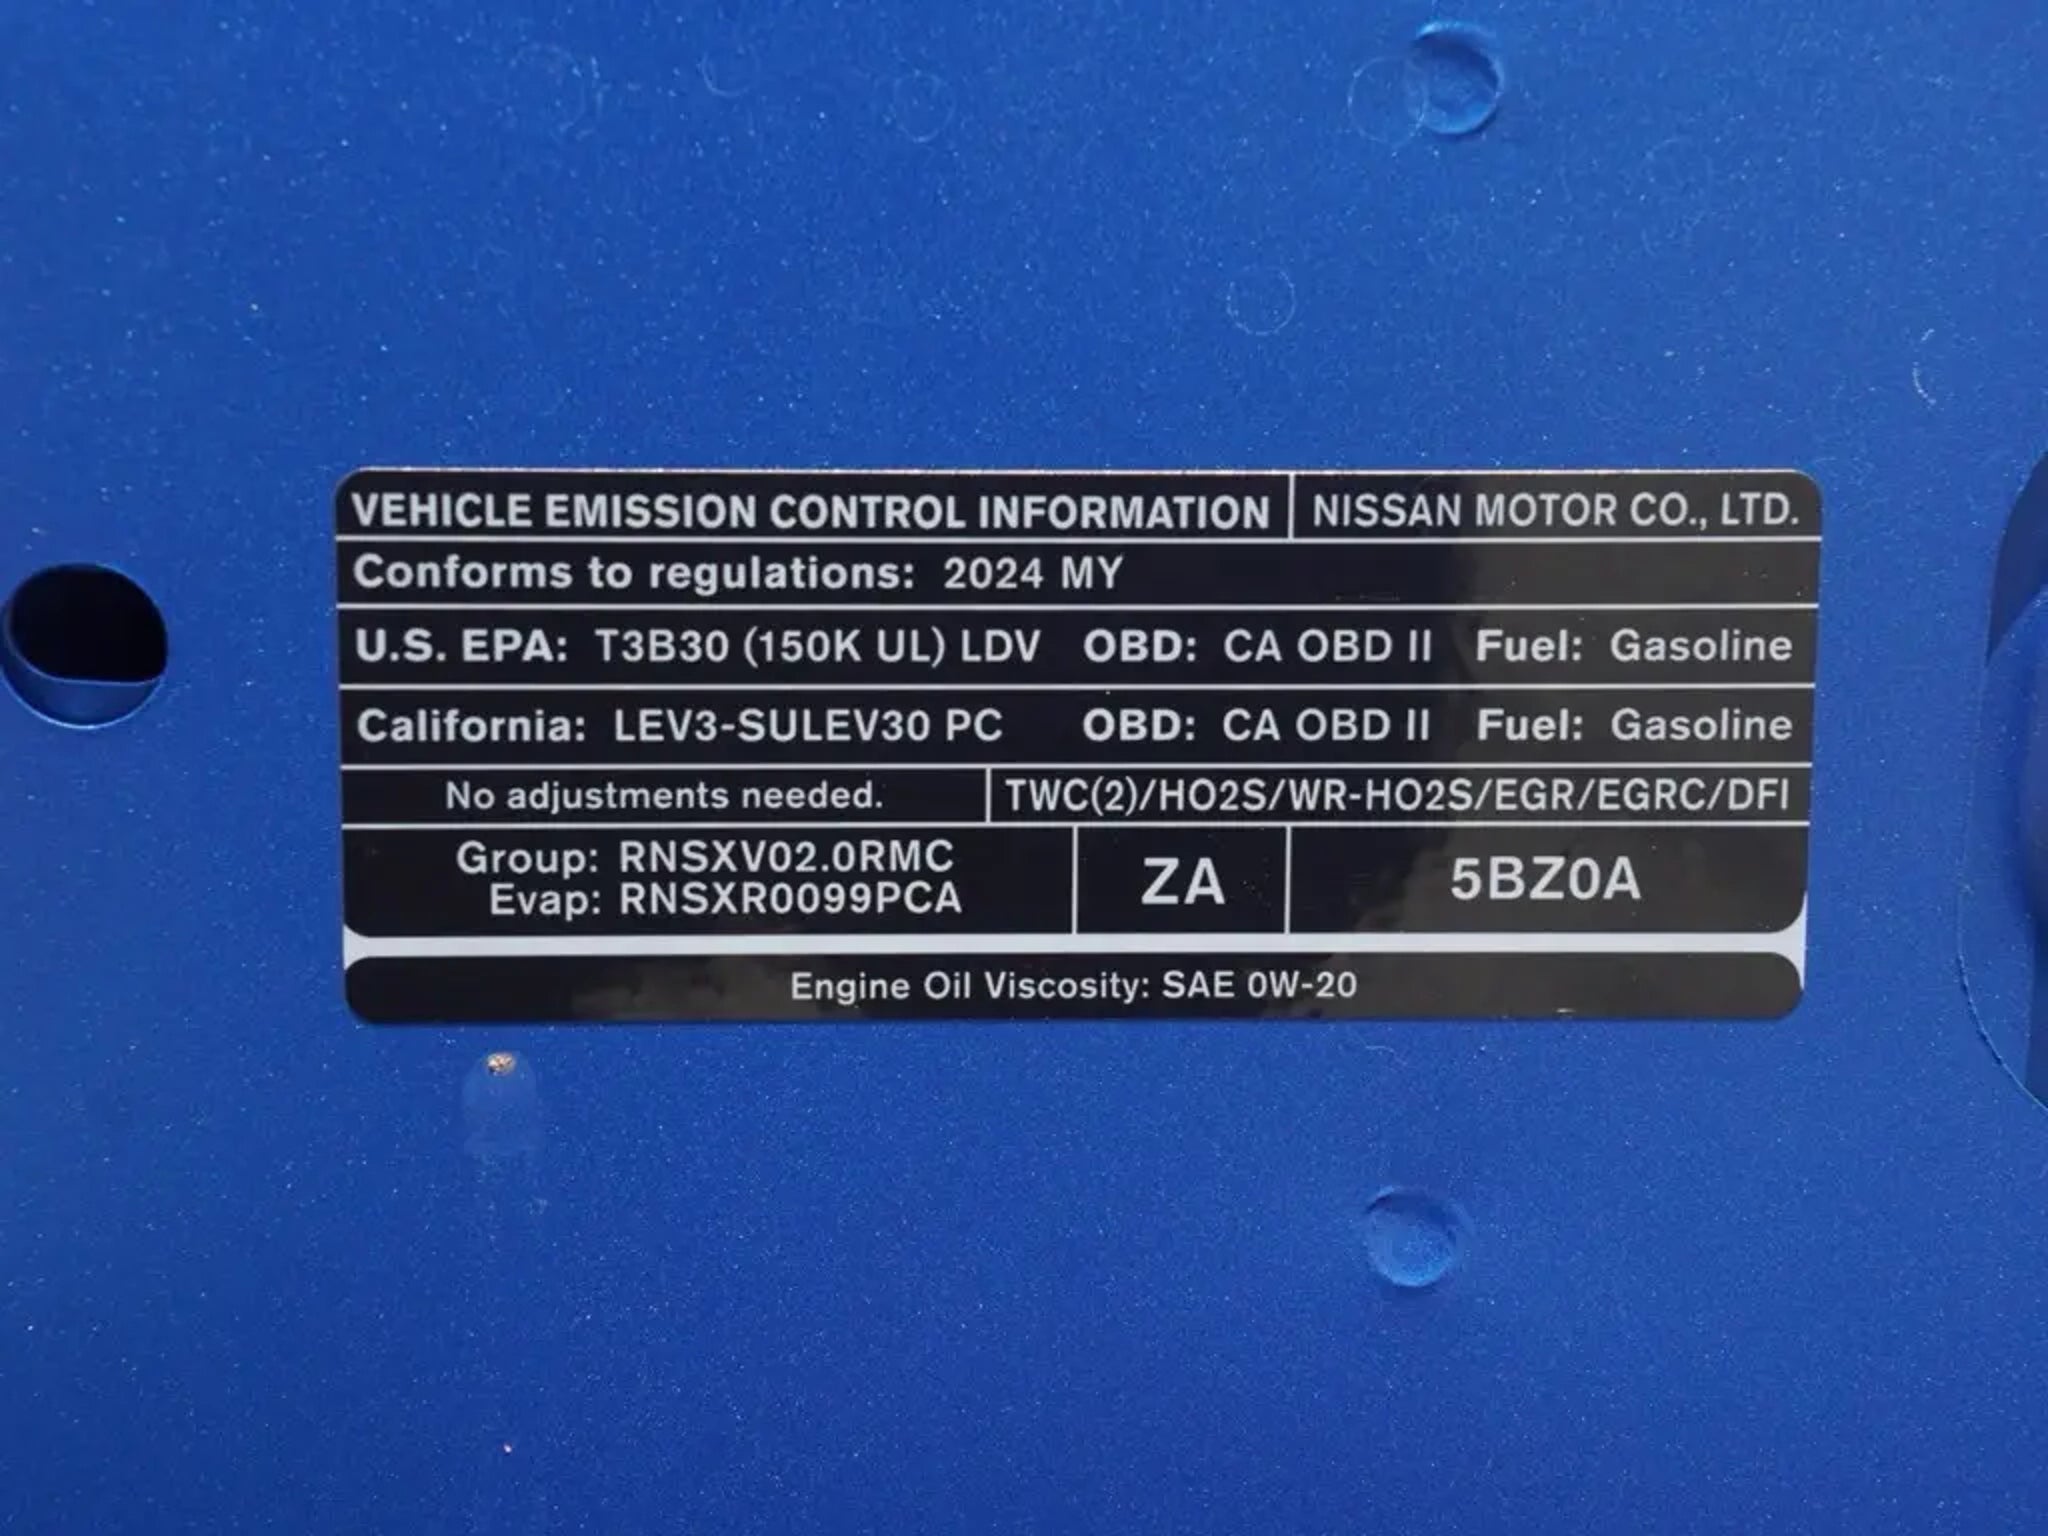 VEHICLE EMISSION CONTROL INFORMATION NISSAN MOTOR CO., LTD.
Conforms to regulations: 2024 MY
U.S. EPA: T3B30 (150K UL) LDV OBD: CA OBD II Fuel: Gasoline
California: LEV3-SULEV30 PC OBD: CA OBD II Fuel: Gasoline
No adjustments needed. TWC(2)/HO2S/WR-HO2S/EGR/EGRC/DFI
Group: RNSXV02.0RMC
Evap: RNSXR0099PCA
ZA
5BZ0A
Engine Oil Viscosity: SAE 0W-20